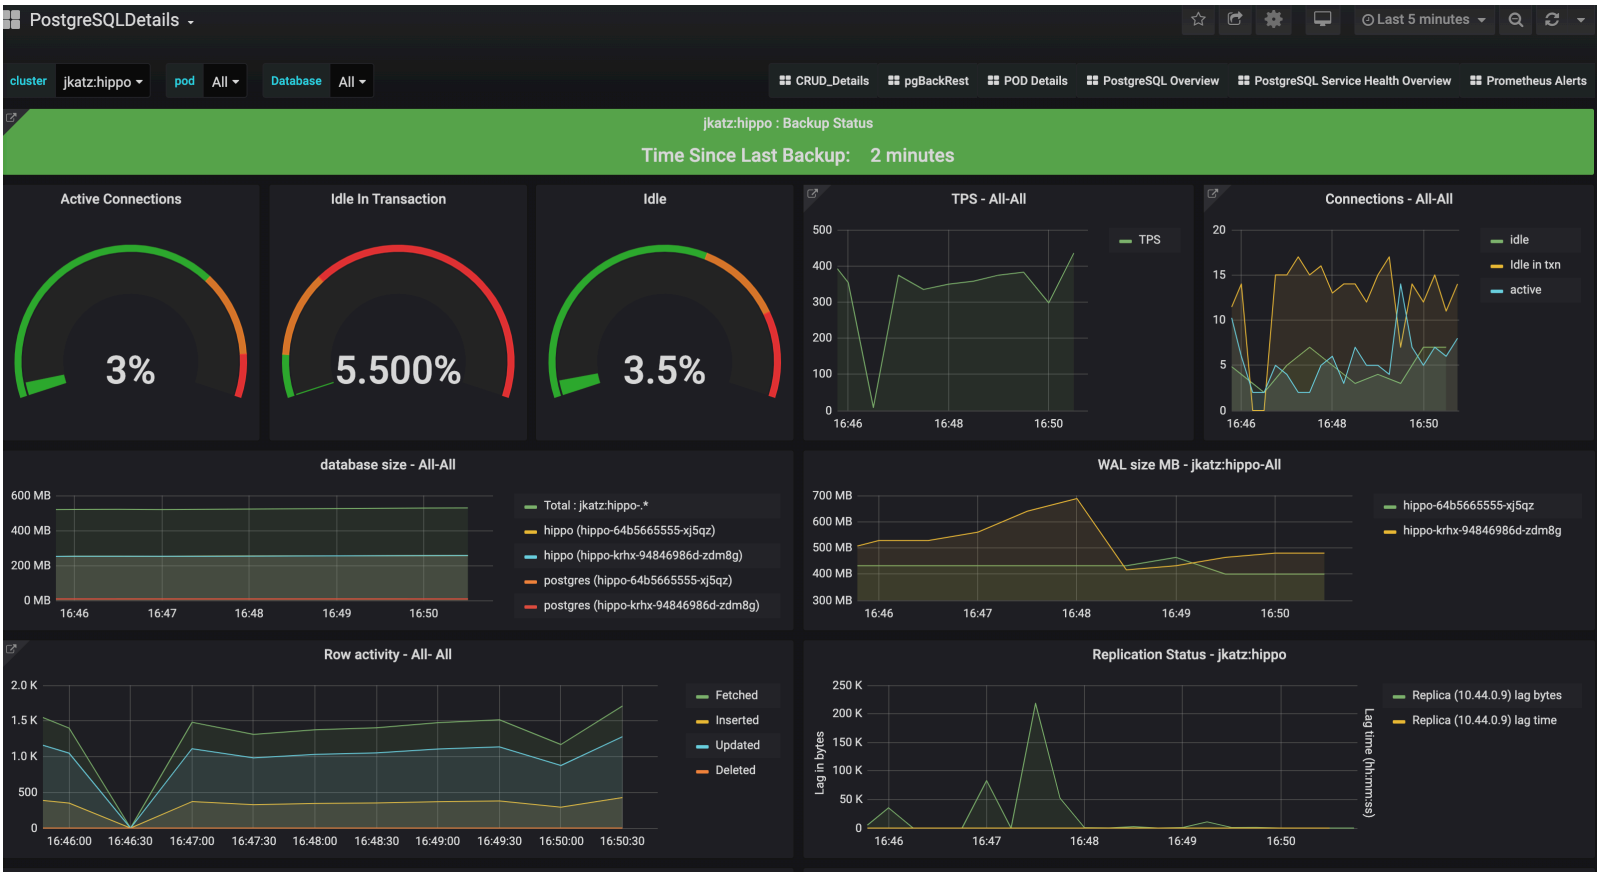 PostgreSQLDetails
Last 5 minutes
cluster jkatz:hippo pod All Database All
CRUD_Details pgBackRest POD Details PostgreSQL Overview PostgreSQL Service Health Overview Prometheus Alerts
jkatz:hippo : Backup Status
Time Since Last Backup: 2 minutes
Active Connections
3%
Idle In Transaction
5.500%
Idle
3.5%
TPS - All-All
500
400
300
200
100
0
16:46 16:48 16:50
TPS
Connections - All-All
20
15
10
5
0
16:46 16:48 16:50
idle
Idle in txn
active
database size - All-All
600 MB
400 MB
200 MB
0 MB
16:46 16:47 16:48 16:49 16:50
Total : jkatz:hippo-.*
hippo (hippo-64b5665555-xj5qz)
hippo (hippo-krhx-94846986d-zdm8g)
postgres (hippo-64b5665555-xj5qz)
postgres (hippo-krhx-94846986d-zdm8g)
WAL size MB - jkatz:hippo-All
700 MB
600 MB
500 MB
400 MB
300 MB
16:46 16:47 16:48 16:49 16:50
hippo-64b5665555-xj5qz
hippo-krhx-94846986d-zdm8g
Row activity - All- All
2.0 K
1.5 K
1.0 K
500
0
16:46:00 16:46:30 16:47:00 16:47:30 16:48:00 16:48:30 16:49:00 16:49:30 16:50:00 16:50:30
Fetched
Inserted
Updated
Deleted
Replication Status - jkatz:hippo
Lag in bytes
250 K
200 K
150 K
100 K
50 K
0
16:46 16:47 16:48 16:49 16:50
Lag time (hh:mm:ss)
Replica (10.44.0.9) lag bytes
Replica (10.44.0.9) lag time